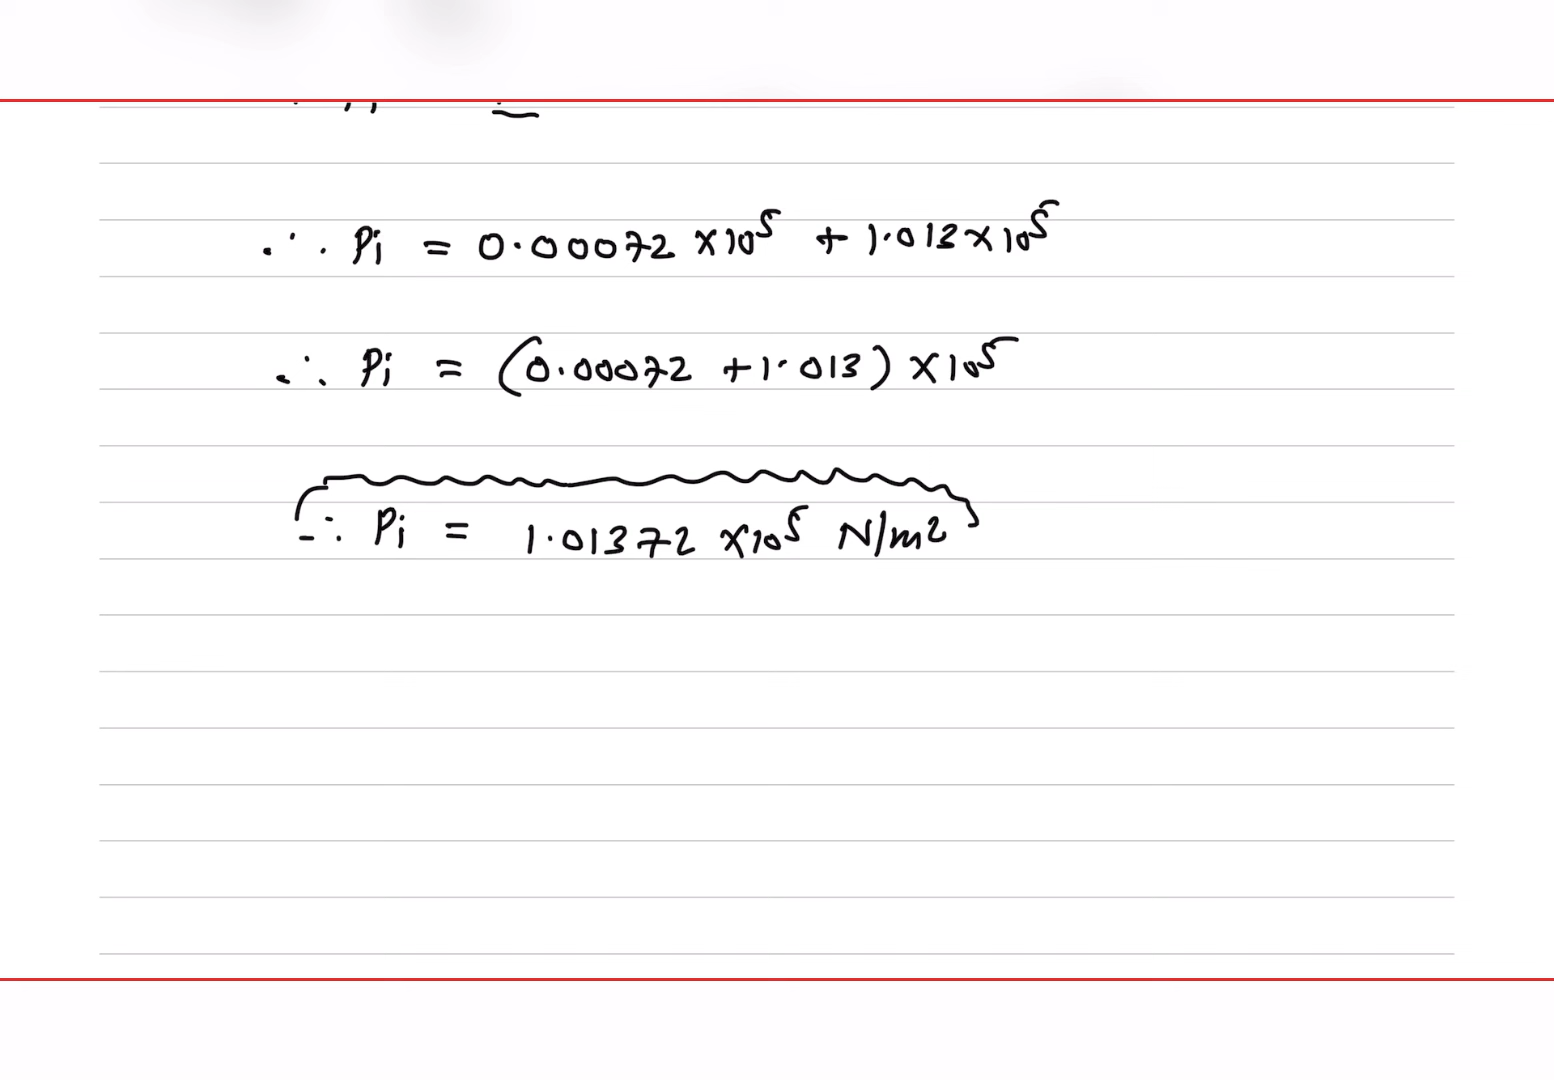 ∴ Pi = 0.00072 ×10⁵ + 1.013×10⁵
∴ Pi = (0.00072 +1.013) ×10⁵
∴ Pi = 1.01372 ×10⁵ N/m²